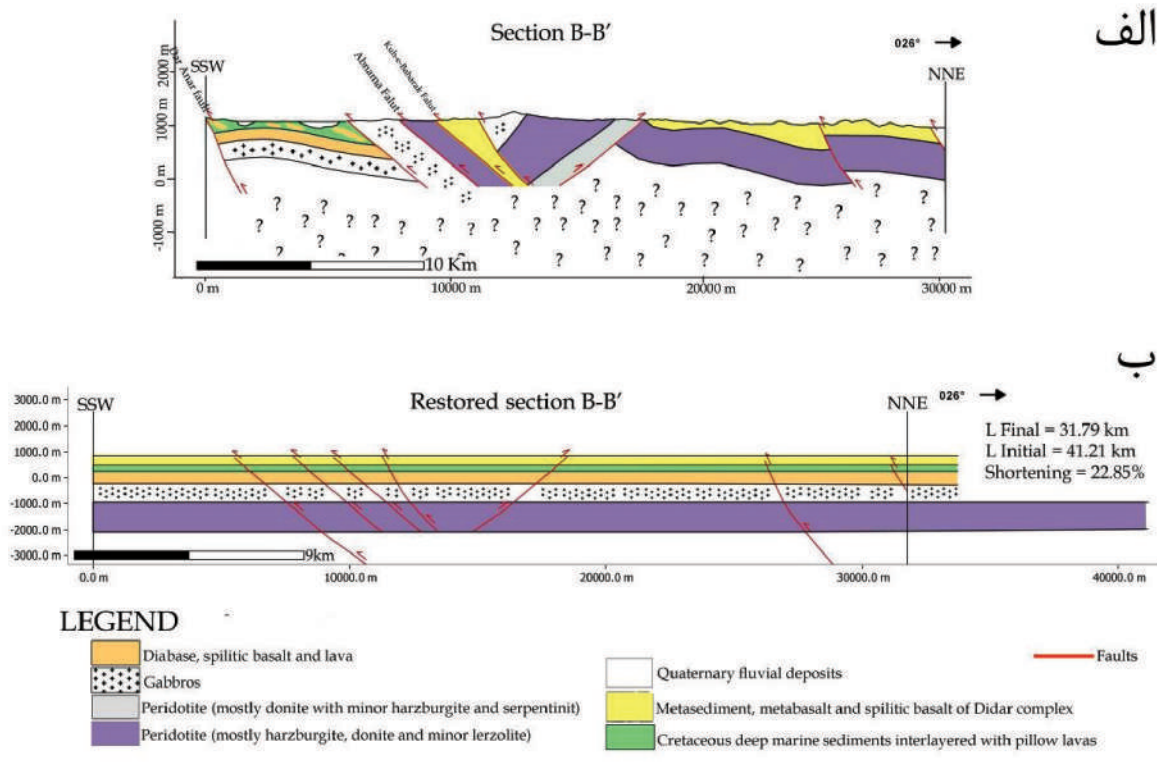 الف
Section B-B'
026°
SSW
NNE
Dar Anar fault
Abnama Falut
Kuh-e-Babarak Falut
2000 m
1000 m
0 m
-1000 m
10 Km
0 m
10000 m
20000 m
30000 m
ب
Restored section B-B'
026°
SSW
NNE
L Final = 31.79 km
L Initial = 41.21 km
Shortening = 22.85%
3000.0 m
2000.0 m
1000.0 m
0.0 m
-1000.0 m
-2000.0 m
-3000.0 m
9km
0.0 m
10000.0 m
20000.0 m
30000.0 m
40000.0 m
LEGEND
Diabase, spilitic basalt and lava
Gabbros
Peridotite (mostly donite with minor harzburgite and serpentinit)
Peridotite (mostly harzburgite, donite and minor lerzolite)
Quaternary fluvial deposits
Metasediment, metabasalt and spilitic basalt of Didar complex
Cretaceous deep marine sediments interlayered with pillow lavas
Faults